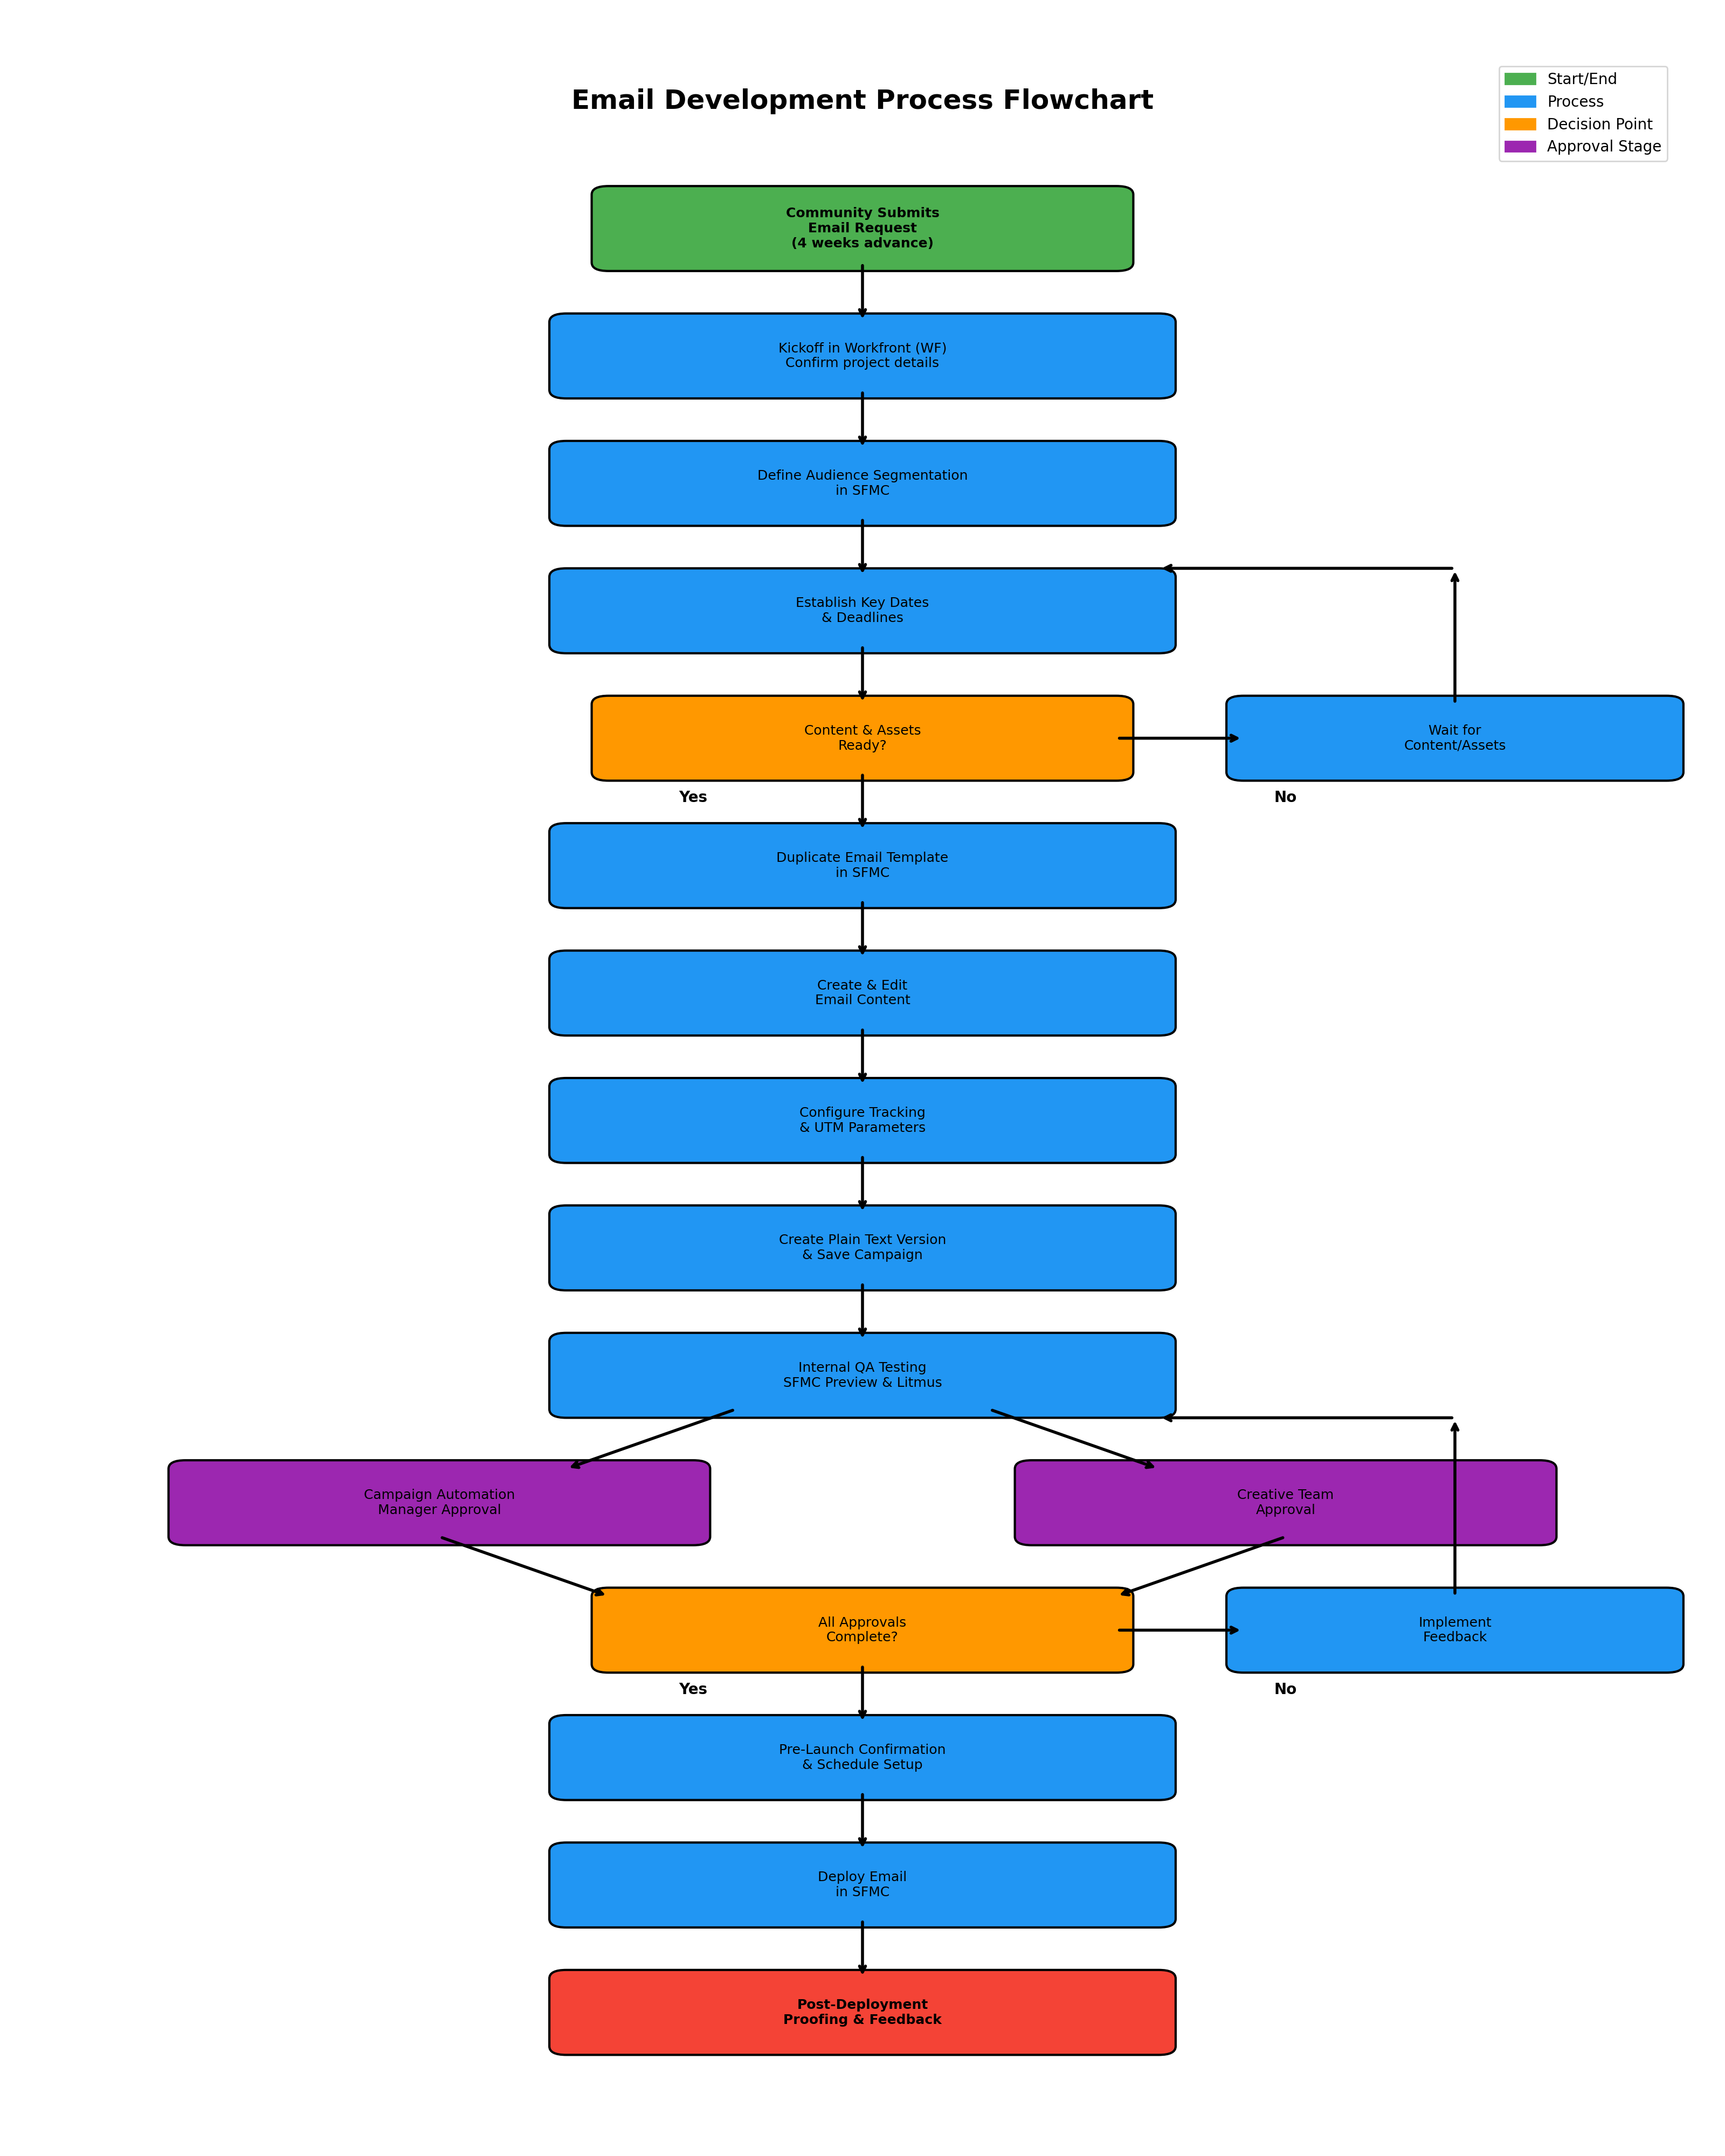 Email Development Process Flowchart
Start/End
Process
Decision Point
Approval Stage
Community Submits
Email Request
(4 weeks advance)
Kickoff in Workfront (WF)
Confirm project details
Define Audience Segmentation
in SFMC
Establish Key Dates
& Deadlines
Content & Assets
Ready?
Wait for
Content/Assets
Yes
No
Duplicate Email Template
in SFMC
Create & Edit
Email Content
Configure Tracking
& UTM Parameters
Create Plain Text Version
& Save Campaign
Internal QA Testing
SFMC Preview & Litmus
Campaign Automation
Manager Approval
Creative Team
Approval
All Approvals
Complete?
Implement
Feedback
Yes
No
Pre-Launch Confirmation
& Schedule Setup
Deploy Email
in SFMC
Post-Deployment
Proofing & Feedback